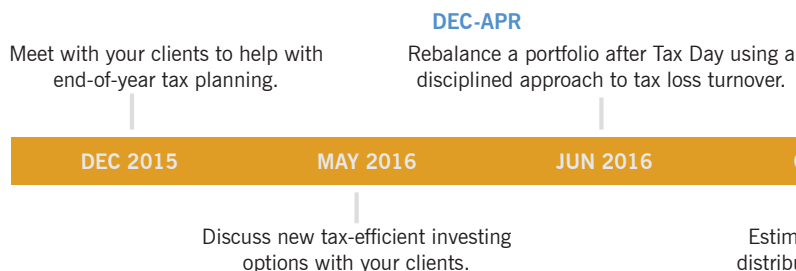 DEC-APR
Meet with your clients to help with
end-of-year tax planning.
Rebalance a portfolio after Tax Day using a
disciplined approach to tax loss turnover.
DEC 2015
MAY 2016
JUN 2016
Discuss new tax-efficient investing
options with your clients.